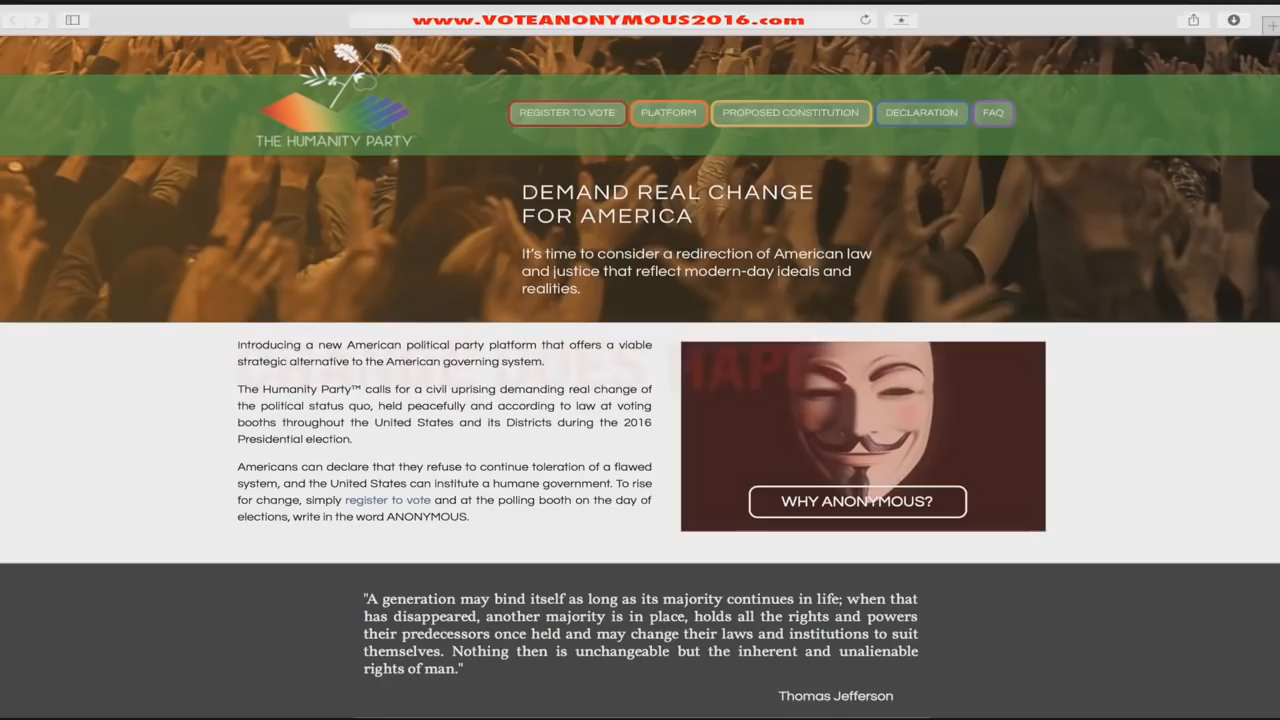 www.VOTEANONYMOUS2016.com
REGISTER TO VOTE
PLATFORM
PROPOSED CONSTITUTION
DECLARATION
FAQ
THE HUMANITY PARTY™
DEMAND REAL CHANGE
FOR AMERICA
It's time to consider a redirection of American law
and justice that reflect modern-day ideals and
realities.
Introducing a new American political party platform that offers a viable
strategic alternative to the American governing system.
The Humanity Party™ calls for a civil uprising demanding real change of
the political status quo, held peacefully and according to law at voting
booths throughout the United States and its Districts during the 2016
Presidential election.
Americans can declare that they refuse to continue toleration of a flawed
system, and the United States can institute a humane government. To rise
for change, simply register to vote and at the polling booth on the day of
elections, write in the word ANONYMOUS.
WHY ANONYMOUS?
"A generation may bind itself as long as its majority continues in life; when that
has disappeared, another majority is in place, holds all the rights and powers
their predecessors once held and may change their laws and institutions to suit
themselves. Nothing then is unchangeable but the inherent and unalienable
rights of man."
Thomas Jefferson